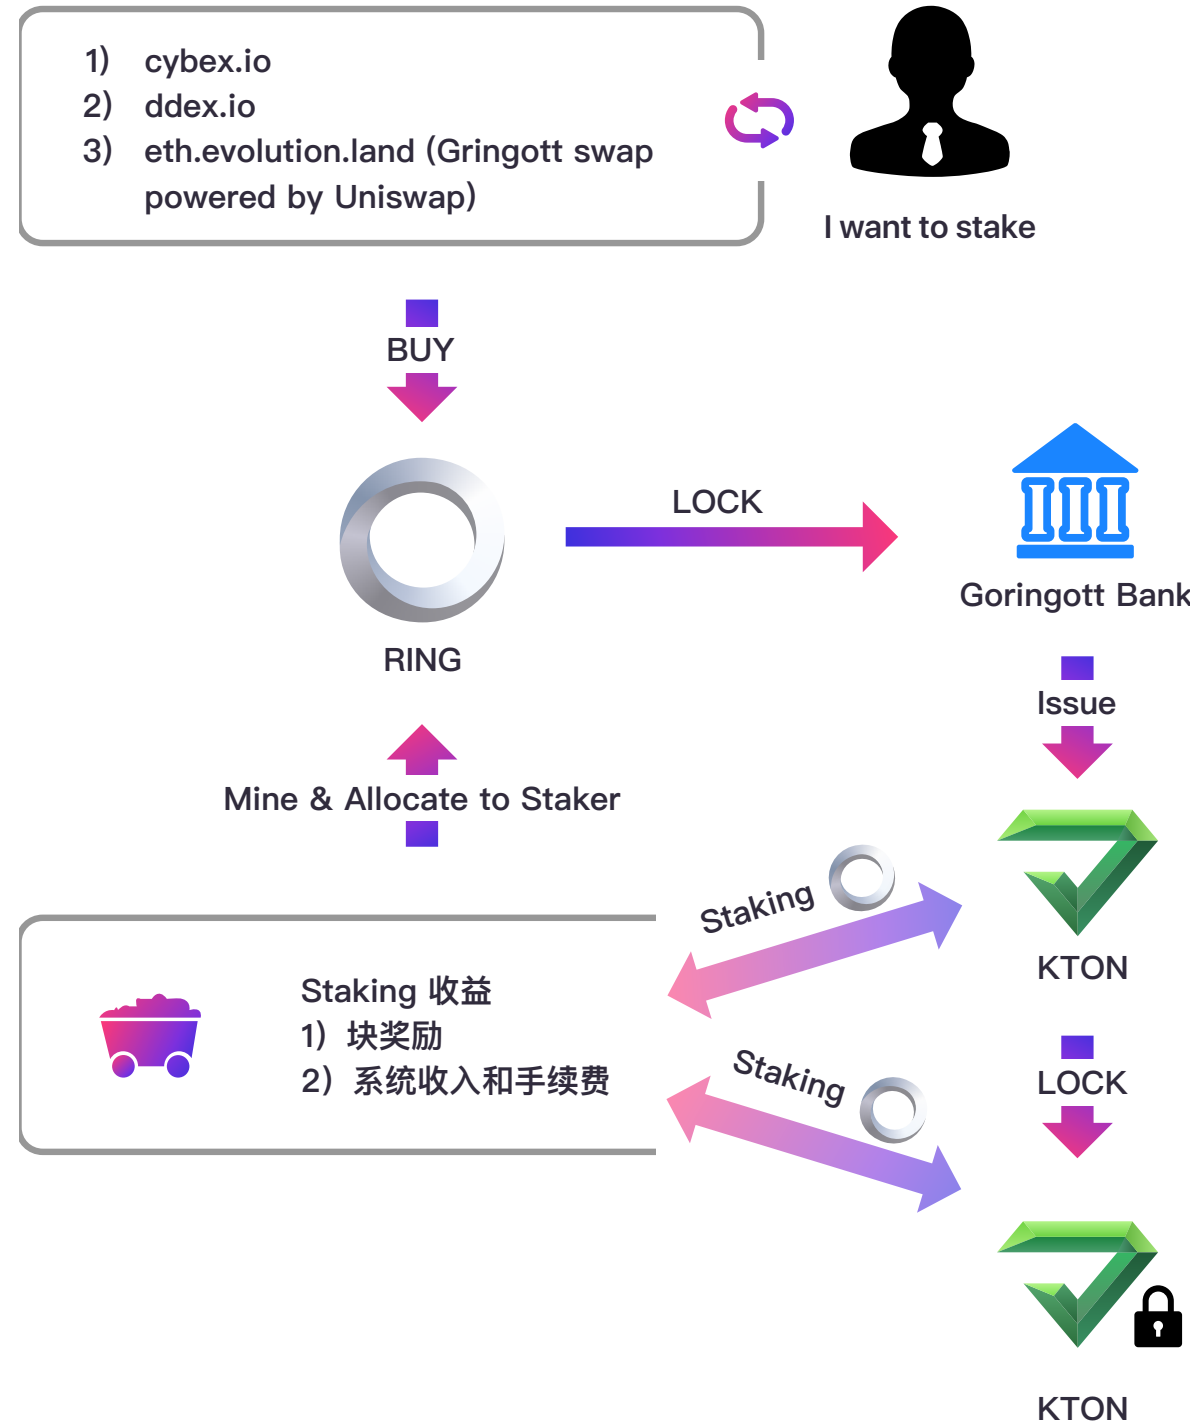 1) cybex.io
2) ddex.io
3) eth.evolution.land (Gringott swap
powered by Uniswap)
I want to stake
BUY
LOCK
Goringott Bank
RING
Issue
Mine & Allocate to Staker
Staking
KTON
Staking 收益
1）块奖励
2）系统收入和手续费
Staking
LOCK
KTON